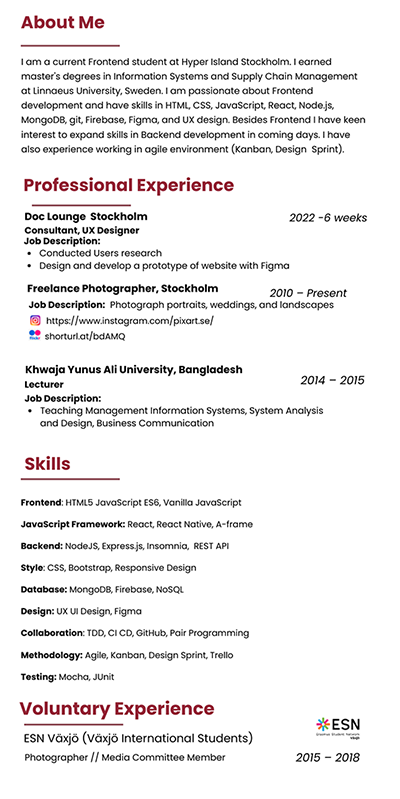 About Me
I am a current Frontend student at Hyper Island Stockholm. I earned
master's degrees in Information Systems and Supply Chain Management
at Linnaeus University, Sweden. I am passionate about Frontend
development and have skills in HTML, CSS, JavaScript, React, Node.js,
MongoDB, git, Firebase, Figma, and UX design. Besides Frontend I have keen
interest to expand skills in Backend development in coming days. I have
also experience working in agile environment (Kanban, Design Sprint).
Professional Experience
Doc Lounge Stockholm
2022 -6 weeks
Consultant, UX Designer
Job Description:
• Conducted Users research
• Design and develop a prototype of website with Figma
Freelance Photographer, Stockholm
2010 – Present
Job Description: Photograph portraits, weddings, and landscapes
https://www.instagram.com/pixart.se/
flickr shorturl.at/bdAMQ
Khwaja Yunus Ali University, Bangladesh
2014 – 2015
Lecturer
Job Description:
• Teaching Management Information Systems, System Analysis
and Design, Business Communication
Skills
Frontend: HTML5 JavaScript ES6, Vanilla JavaScript
JavaScript Framework: React, React Native, A-frame
Backend: NodeJS, Express.js, Insomnia, REST API
Style: CSS, Bootstrap, Responsive Design
Database: MongoDB, Firebase, NoSQL
Design: UX UI Design, Figma
Collaboration: TDD, CI CD, GitHub, Pair Programming
Methodology: Agile, Kanban, Design Sprint, Trello
Testing: Mocha, JUnit
Voluntary Experience
ESN
Erasmus Student Network
växjö
ESN Växjö (Växjö International Students)
Photographer // Media Committee Member
2015 – 2018